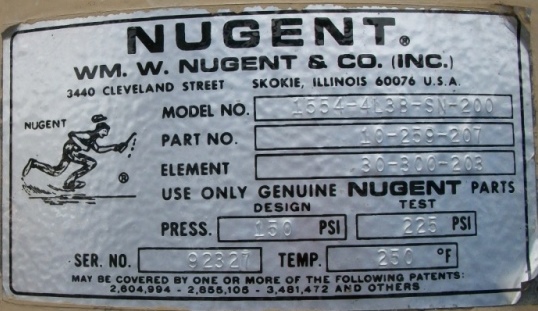 NUGENT®
WM. W. NUGENT & CO. (INC.)
3440 CLEVELAND STREET SKOKIE, ILLINOIS 60076 U.S.A.
MODEL NO. 1554-4L3B-SN-200
NUGENT
PART NO. 10-259-207
ELEMENT 30-300-203
®
USE ONLY GENUINE NUGENT PARTS
DESIGN TEST
PRESS. 150 PSI 225 PSI
SER. NO. 92327 TEMP. 250 °F
MAY BE COVERED BY ONE OR MORE OF THE FOLLOWING PATENTS:
2,604,994 - 2,855,106 - 3,481,472 AND OTHERS